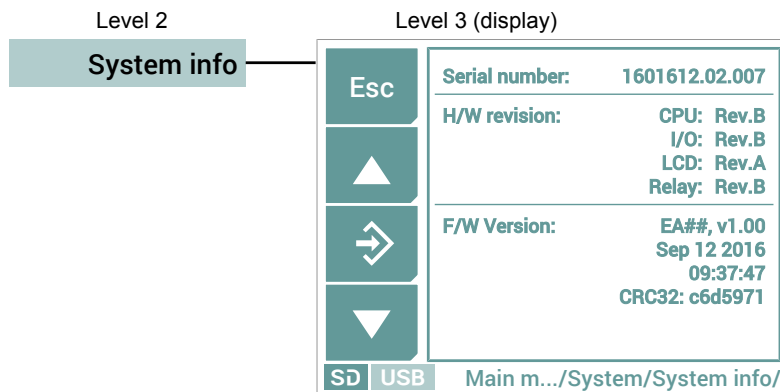 Level 2
Level 3 (display)
System info
Esc
Serial number: 1601612.02.007
H/W revision: CPU: Rev.B
I/O: Rev.B
LCD: Rev.A
Relay: Rev.B
F/W Version: EA##, v1.00
Sep 12 2016
09:37:47
CRC32: c6d5971
SD USB Main m.../System/System info/